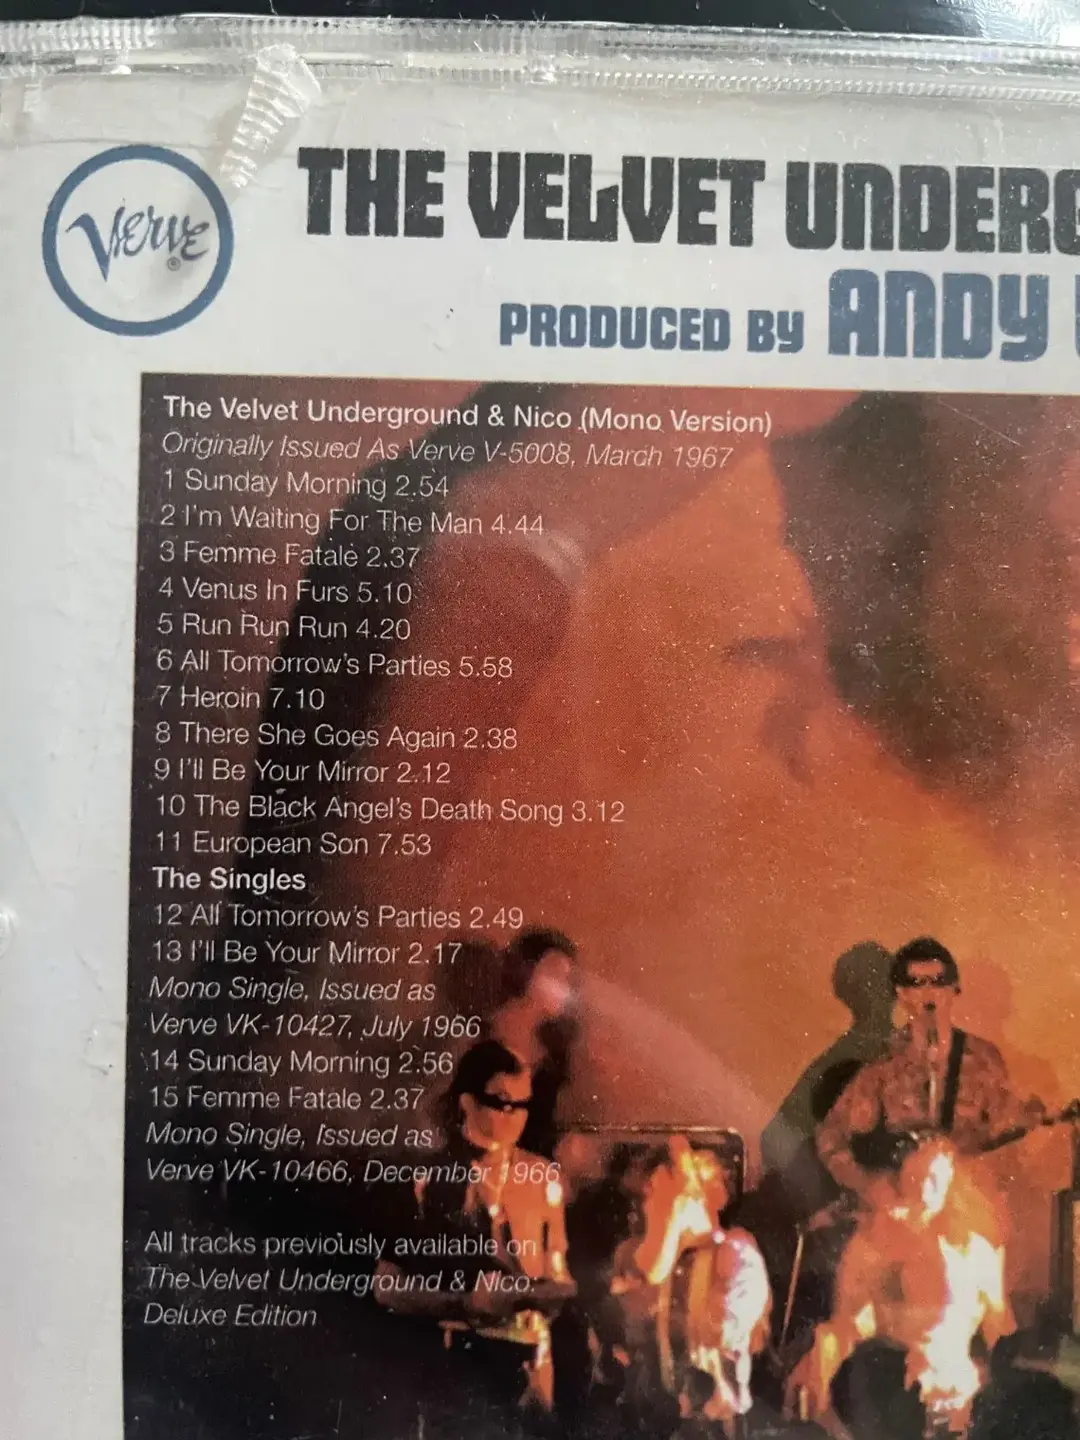 VERVE
®
THE VELVET UNDERG
PRODUCED BY ANDY
The Velvet Underground & Nico (Mono Version)
Originally Issued As Verve V-5008, March 1967
1 Sunday Morning 2.54
2 I'm Waiting For The Man 4.44
3 Femme Fatale 2.37
4 Venus In Furs 5.10
5 Run Run Run 4.20
6 All Tomorrow's Parties 5.58
7 Heroin 7.10
8 There She Goes Again 2.38
9 I'll Be Your Mirror 2.12
10 The Black Angel's Death Song 3.12
11 European Son 7.53
The Singles
12 All Tomorrow's Parties 2.49
13 I'll Be Your Mirror 2.17
Mono Single, Issued as
Verve VK-10427, July 1966
14 Sunday Morning 2.56
15 Femme Fatale 2.37
Mono Single, Issued as
Verve VK-10466, December 1966
All tracks previously available on
The Velvet Underground & Nico:
Deluxe Edition